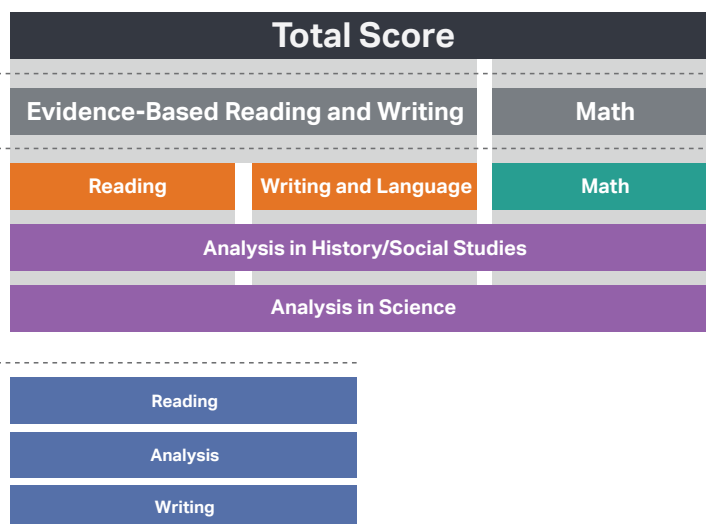 Total Score
Evidence-Based Reading and Writing
Math
Reading
Writing and Language
Math
Analysis in History/Social Studies
Analysis in Science
Reading
Analysis
Writing